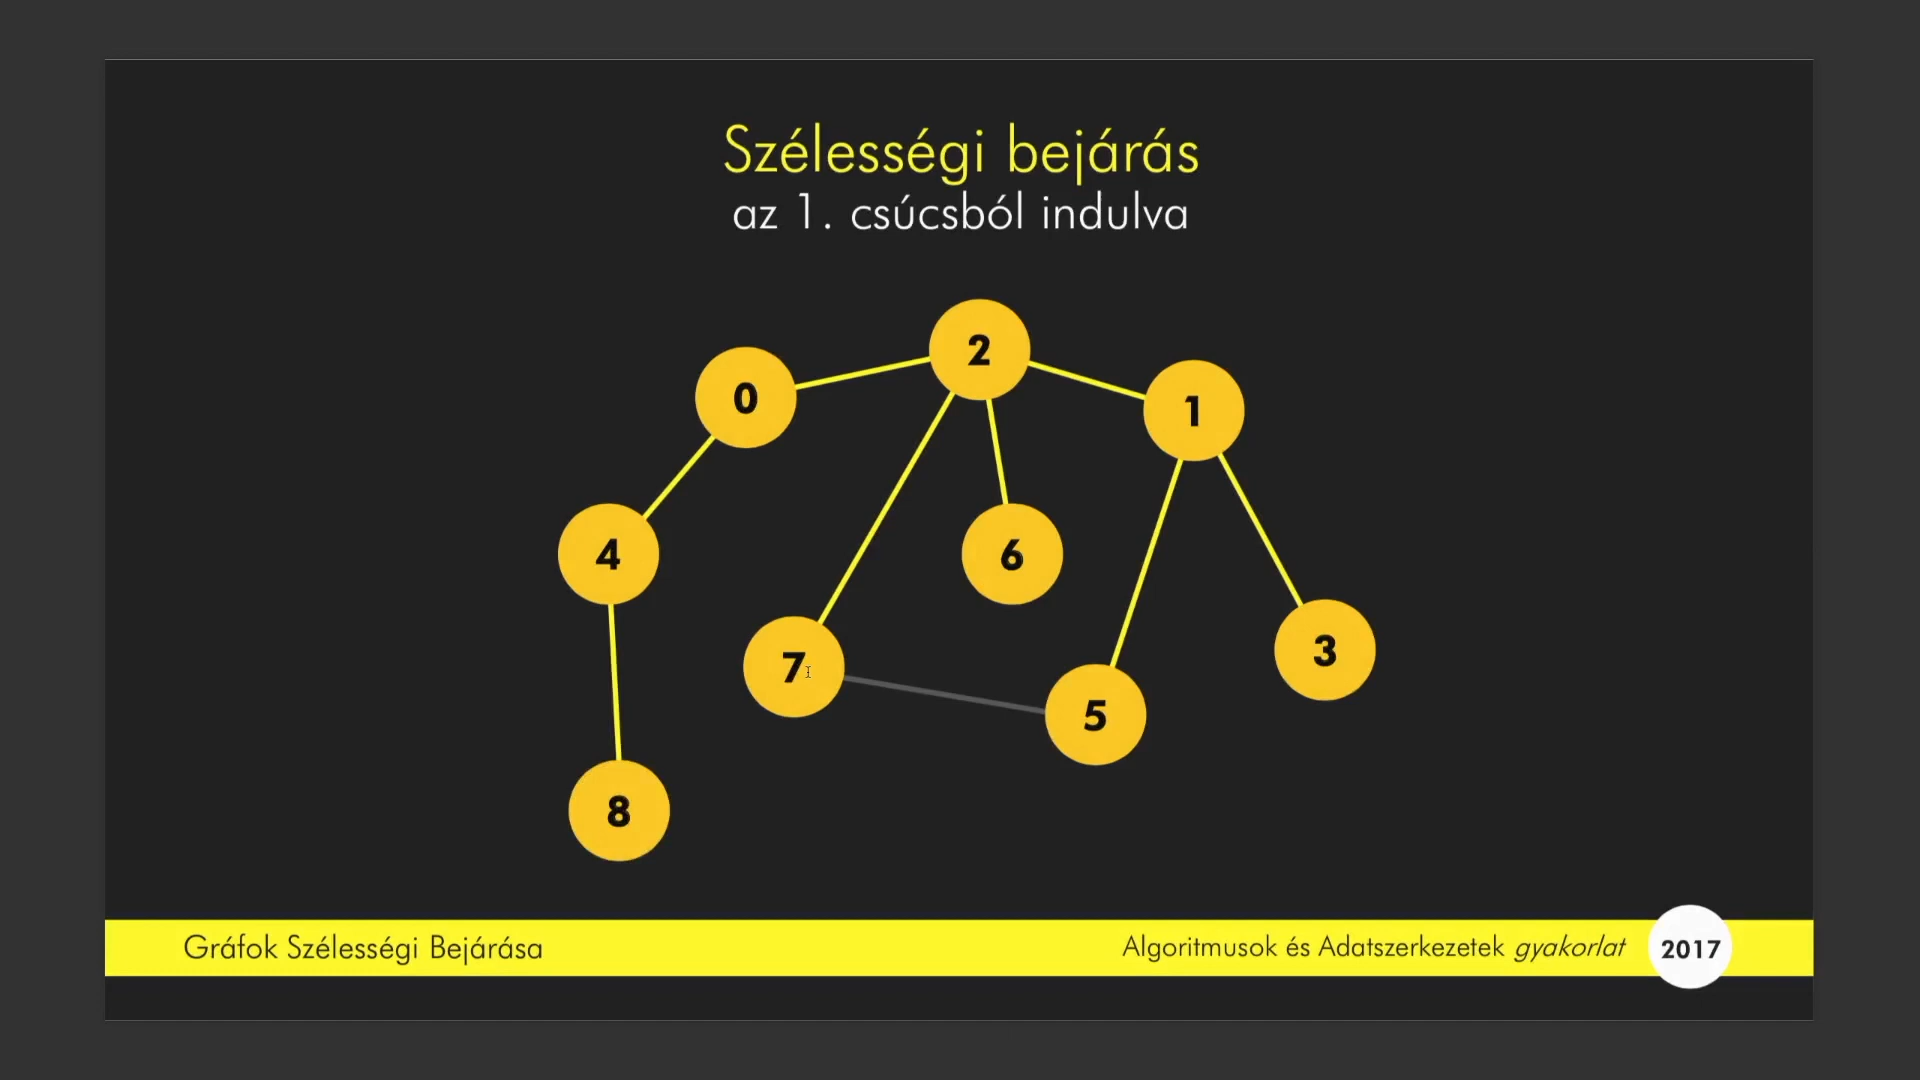 Szélességi bejárás
az 1. csúcsból indulva
2
0
1
4
6
3
7
5
8
Gráfok Szélességi Bejárása
Algoritmusok és Adatszerkezetek gyakorlat
2017